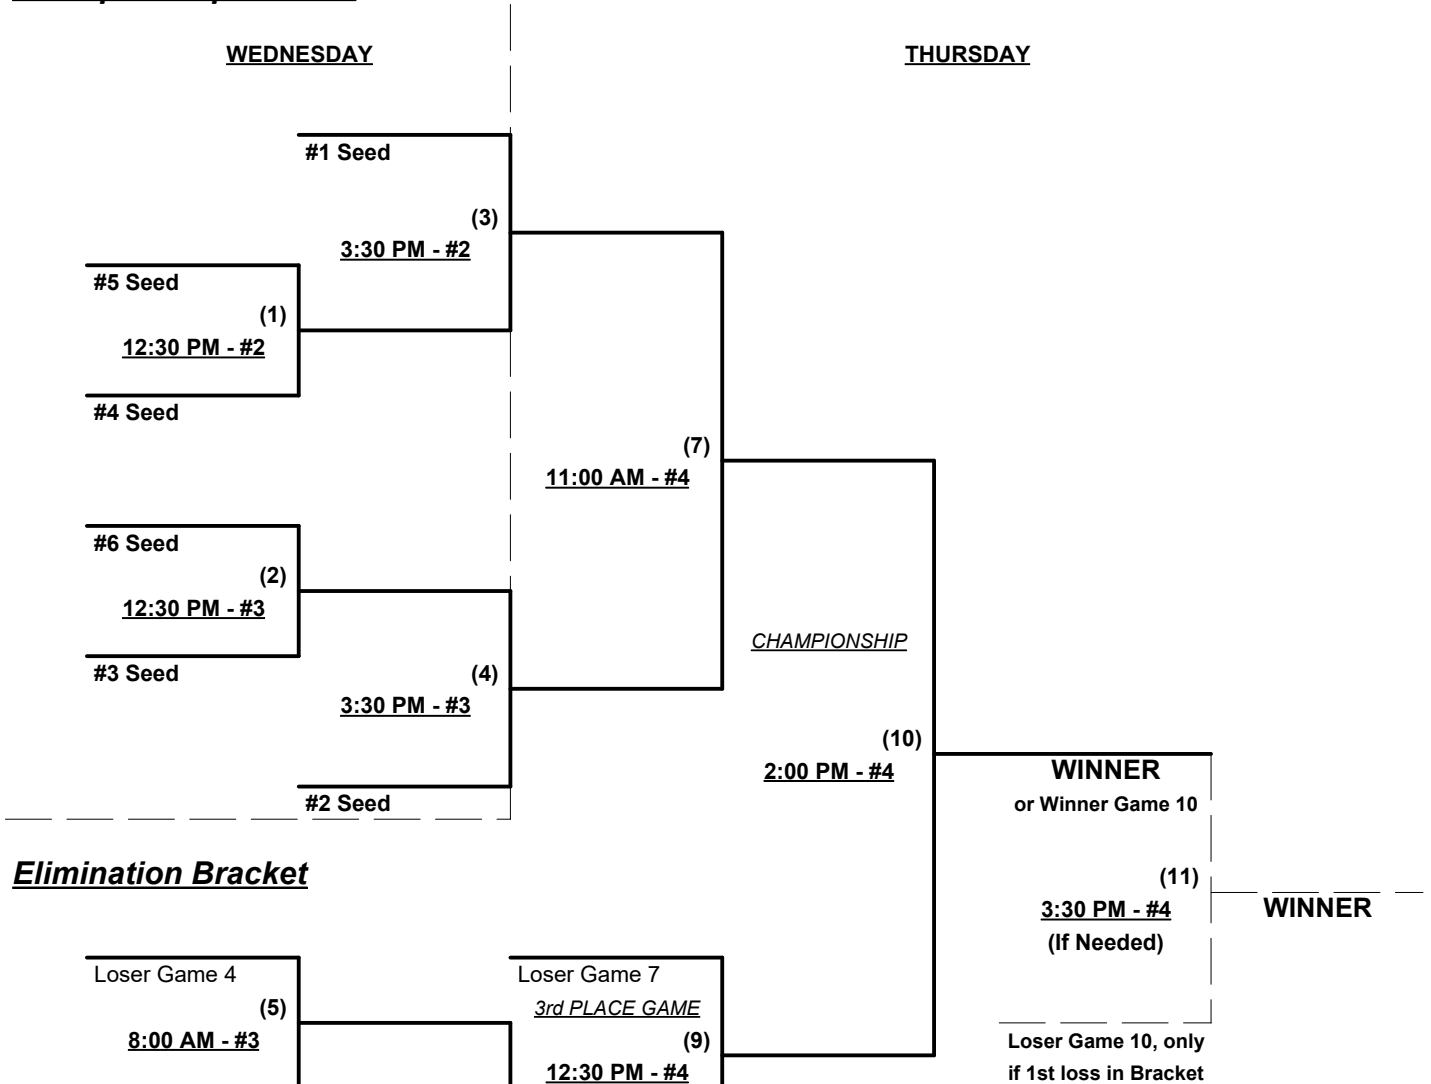 WEDNESDAY
THURSDAY
#1 Seed
(3)
3:30 PM - #2
#5 Seed
(1)
12:30 PM - #2
#4 Seed
(7)
11:00 AM - #4
#6 Seed
(2)
12:30 PM - #3
CHAMPIONSHIP
#3 Seed
(4)
3:30 PM - #3
(10)
2:00 PM - #4
WINNER
#2 Seed
or Winner Game 10
Elimination Bracket
(11)
3:30 PM - #4
WINNER
(If Needed)
Loser Game 4
Loser Game 7
(5)
3rd PLACE GAME
8:00 AM - #3
(9)
Loser Game 10, only
12:30 PM - #4
if 1st loss in Bracket